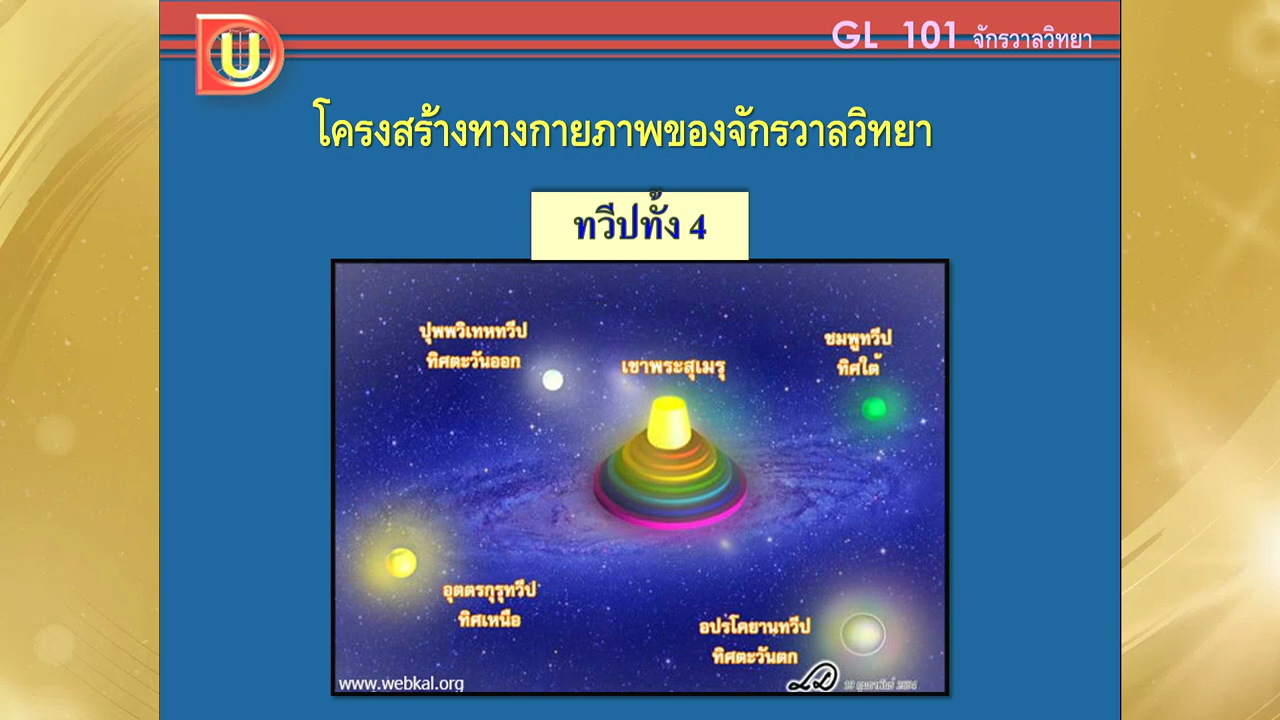 U
GL 101 จักรวาลวิทยา
โครงสร้างทางกายภาพของจักรวาลวิทยา
ทวีปทั้ง 4
ปุพพวิเทหทวีป
ทิศตะวันออก
เขาพระสุเมรุ
ชมพูทวีป
ทิศใต้
อุตตรกุรุทวีป
ทิศเหนือ
อปรโคยานทวีป
ทิศตะวันตก
www.webkal.org